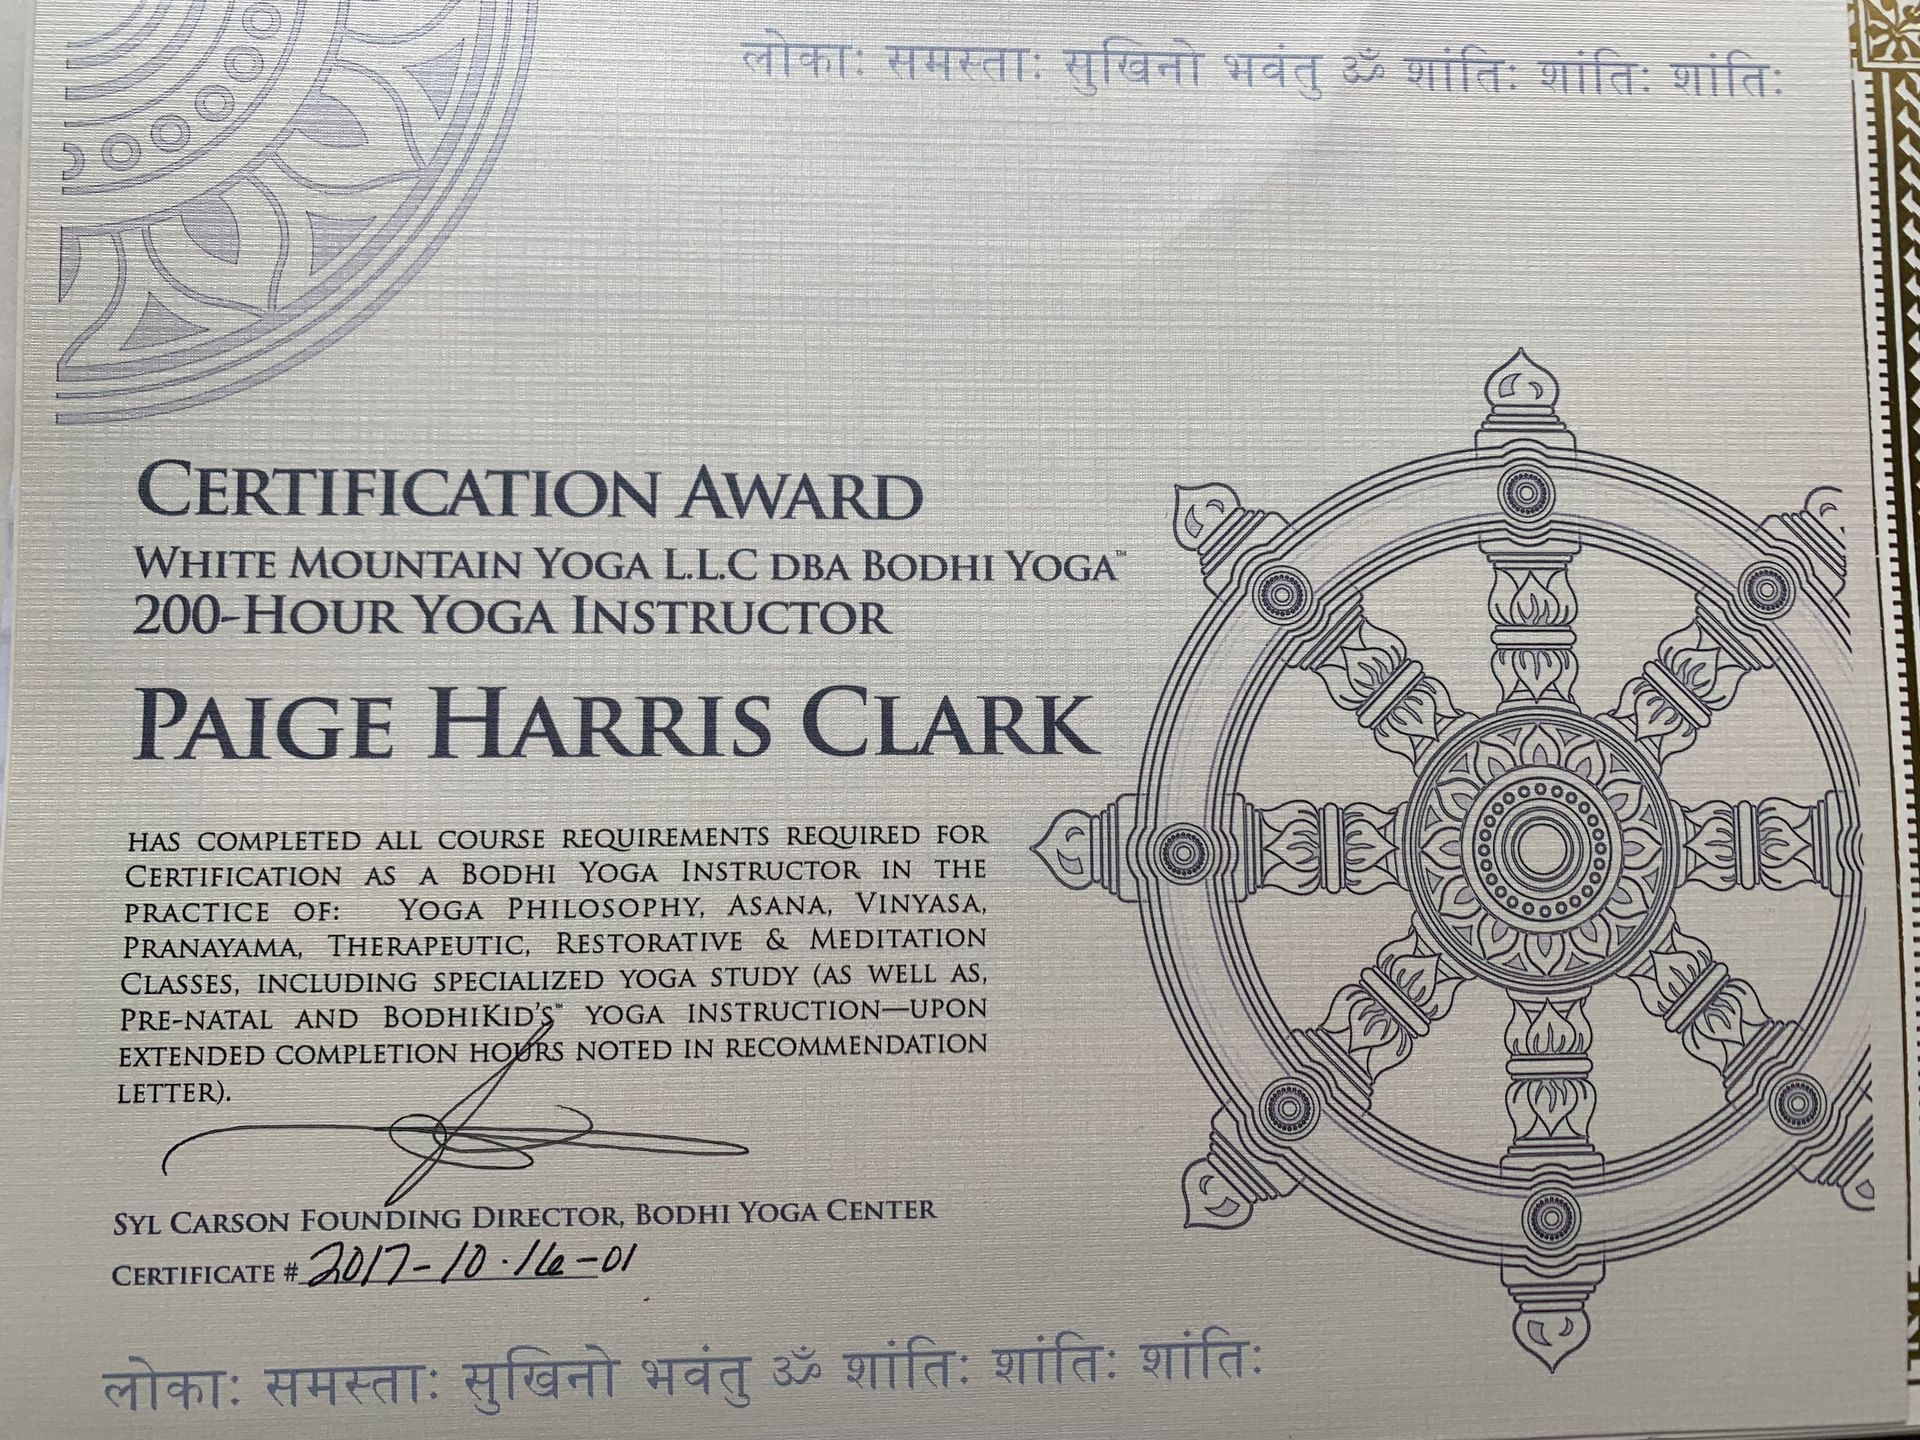 लोका: समस्ता: सुखिनो भवंतु ॐ शांति: शांति: शांति:
CERTIFICATION AWARD
WHITE MOUNTAIN YOGA L.L.C DBA BODHI YOGA™
200-HOUR YOGA INSTRUCTOR
PAIGE HARRIS CLARK
HAS COMPLETED ALL COURSE REQUIREMENTS REQUIRED FOR
CERTIFICATION AS A BODHI YOGA INSTRUCTOR IN THE
PRACTICE OF: YOGA PHILOSOPHY, ASANA, VINYASA,
PRANAYAMA, THERAPEUTIC, RESTORATIVE & MEDITATION
CLASSES, INCLUDING SPECIALIZED YOGA STUDY (AS WELL AS,
PRE-NATAL AND BODHIKID'S™ YOGA INSTRUCTION—UPON
EXTENDED COMPLETION HOURS NOTED IN RECOMMENDATION
LETTER).
SYL CARSON FOUNDING DIRECTOR, BODHI YOGA CENTER
CERTIFICATE # 2017-10.16-01
लोका: समस्ता: सुखिनो भवंतु ॐ शांति: शांति: शांति: